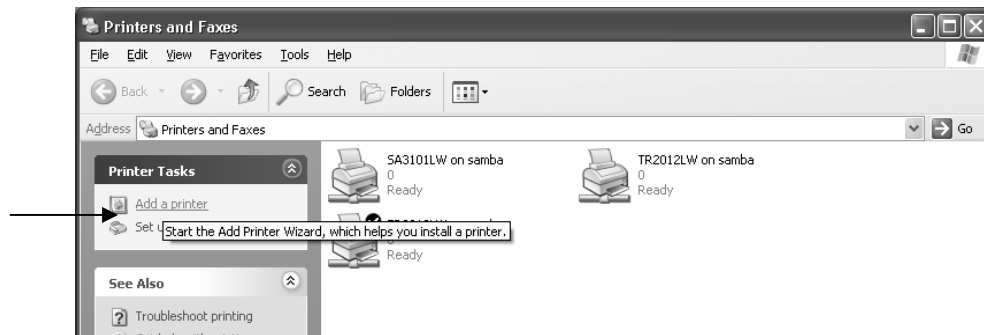 Printers and Faxes
File Edit View Favorites Tools Help
Back Search Folders
Address Printers and Faxes Go
Printer Tasks
Add a printer
Set
Start the Add Printer Wizard, which helps you install a printer.
See Also
Troubleshoot printing
SA3101LW on samba
0
Ready
TR2012LW on samba
0
Ready
Ready